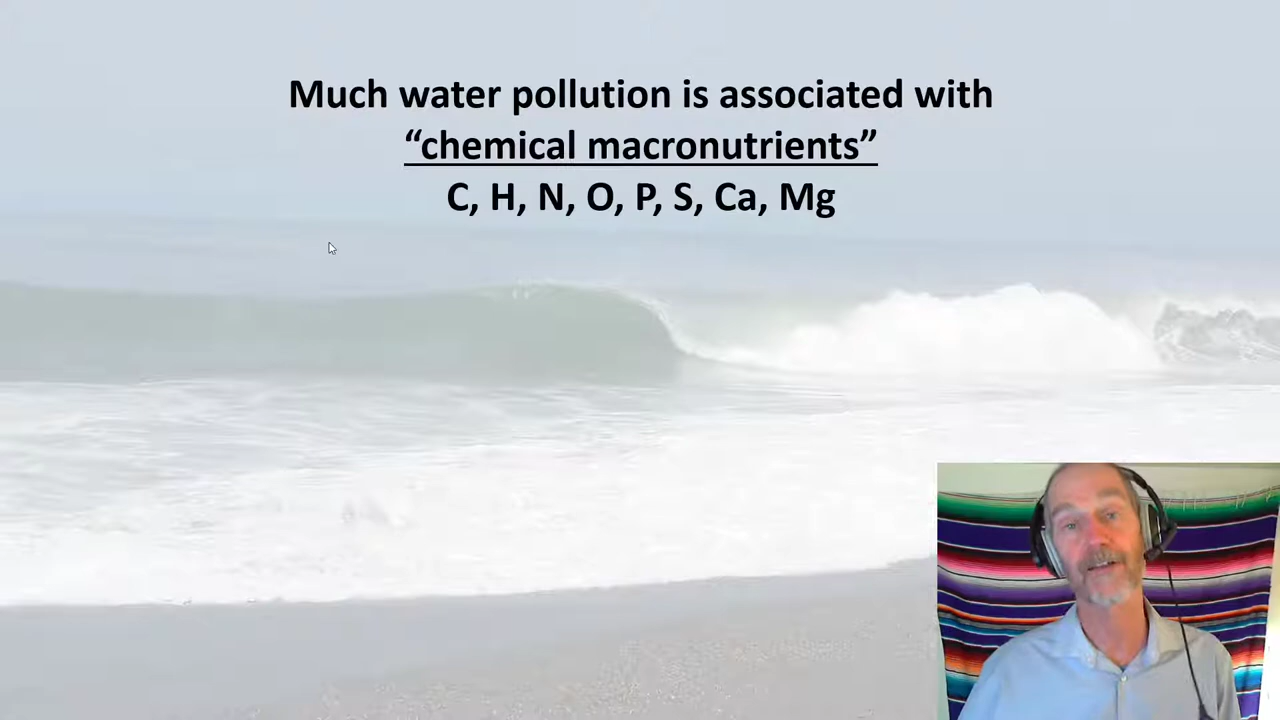 Much water pollution is associated with
“chemical macronutrients”
C, H, N, O, P, S, Ca, Mg